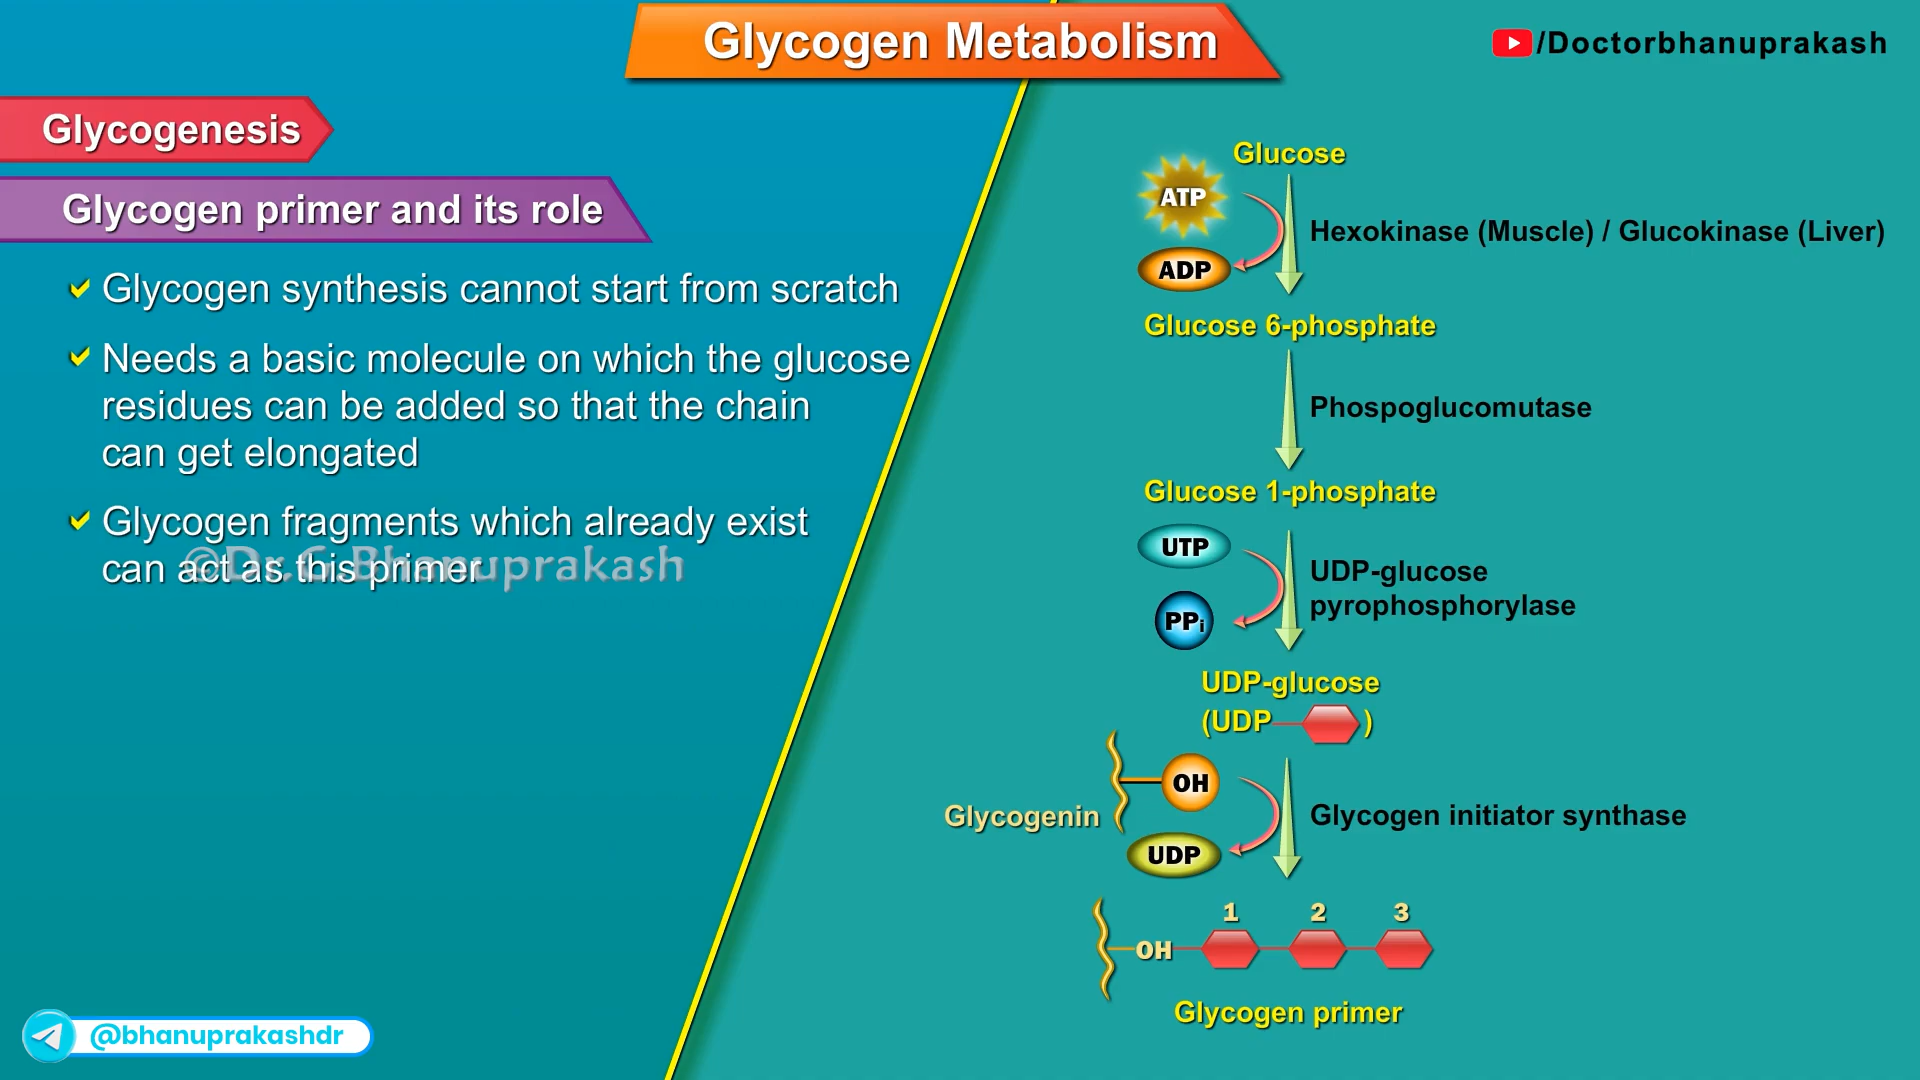 Glycogen Metabolism
/Doctorbhanuprakash
Glycogenesis
Glycogen primer and its role
Glycogen synthesis cannot start from scratch
Needs a basic molecule on which the glucose
residues can be added so that the chain
can get elongated
Glycogen fragments which already exist
can act as this primer
©Dr.G.Bhanuprakash
@bhanuprakashdr
Glucose
ATP
ADP
Hexokinase (Muscle) / Glucokinase (Liver)
Glucose 6-phosphate
Phospoglucomutase
Glucose 1-phosphate
UTP
PPi
UDP-glucose
pyrophosphorylase
UDP-glucose
(UDP )
OH
Glycogenin
UDP
Glycogen initiator synthase
1 2 3
OH
Glycogen primer